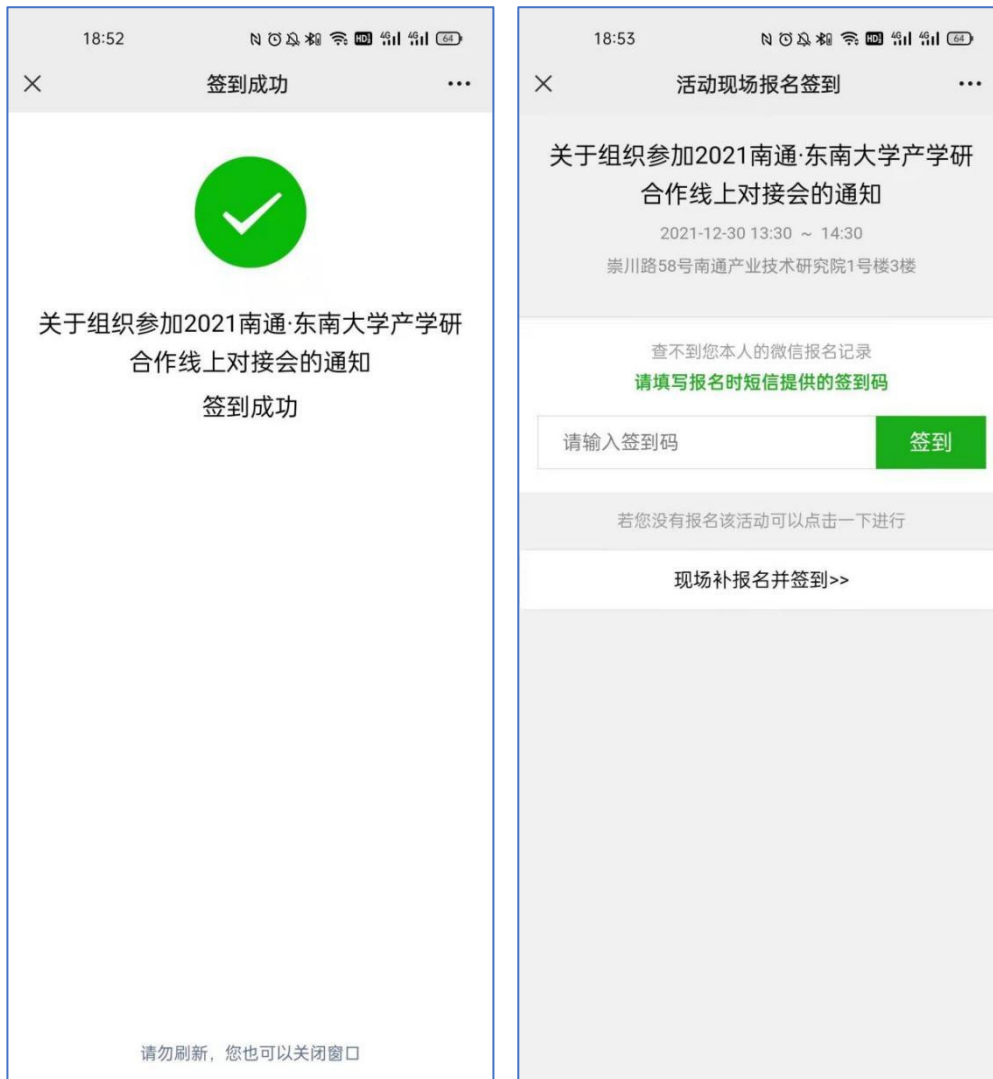 18:52
HD 4G 4G 64
签到成功
关于组织参加2021南通·东南大学产学研
合作线上对接会的通知
签到成功
请勿刷新，您也可以关闭窗口
18:53
HD 4G 4G 64
活动现场报名签到
关于组织参加2021南通·东南大学产学研
合作线上对接会的通知
2021-12-30 13:30 ~ 14:30
崇川路58号南通产业技术研究院1号楼3楼
查不到您本人的微信报名记录
请填写报名时短信提供的签到码
请输入签到码 签到
若您没有报名该活动可以点击一下进行
现场补报名并签到>>